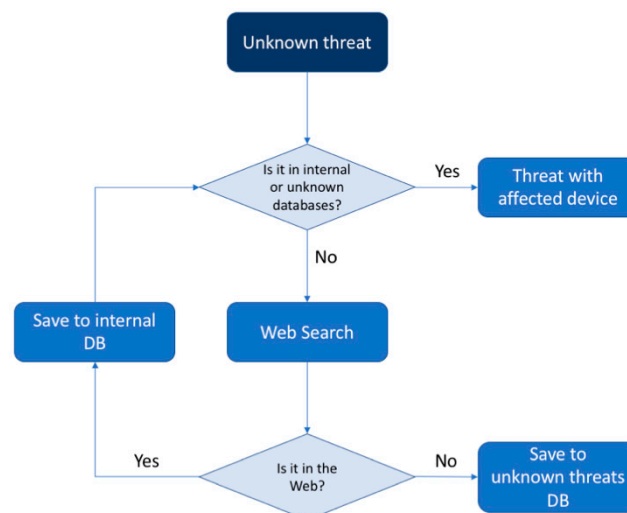 Unknown threat
Is it in internal
or unknown
databases?
Yes
Threat with
affected device
No
Save to internal
DB
Web Search
Yes
Is it in the
Web?
No
Save to
unknown threats
DB